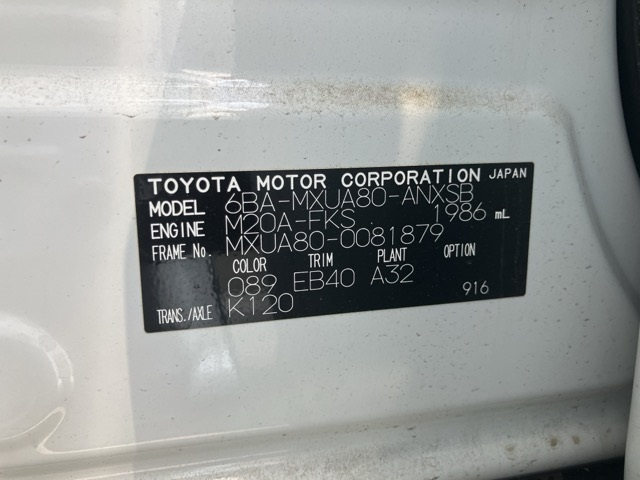 TOYOTA MOTOR CORPORATION JAPAN
MODEL 6BA-MXUA80-ANXSB
ENGINE M20A-FKS 1986 mL
FRAME No. MXUA80-0081879
COLOR TRIM PLANT OPTION
089 EB40 A32
TRANS./AXLE K120 916